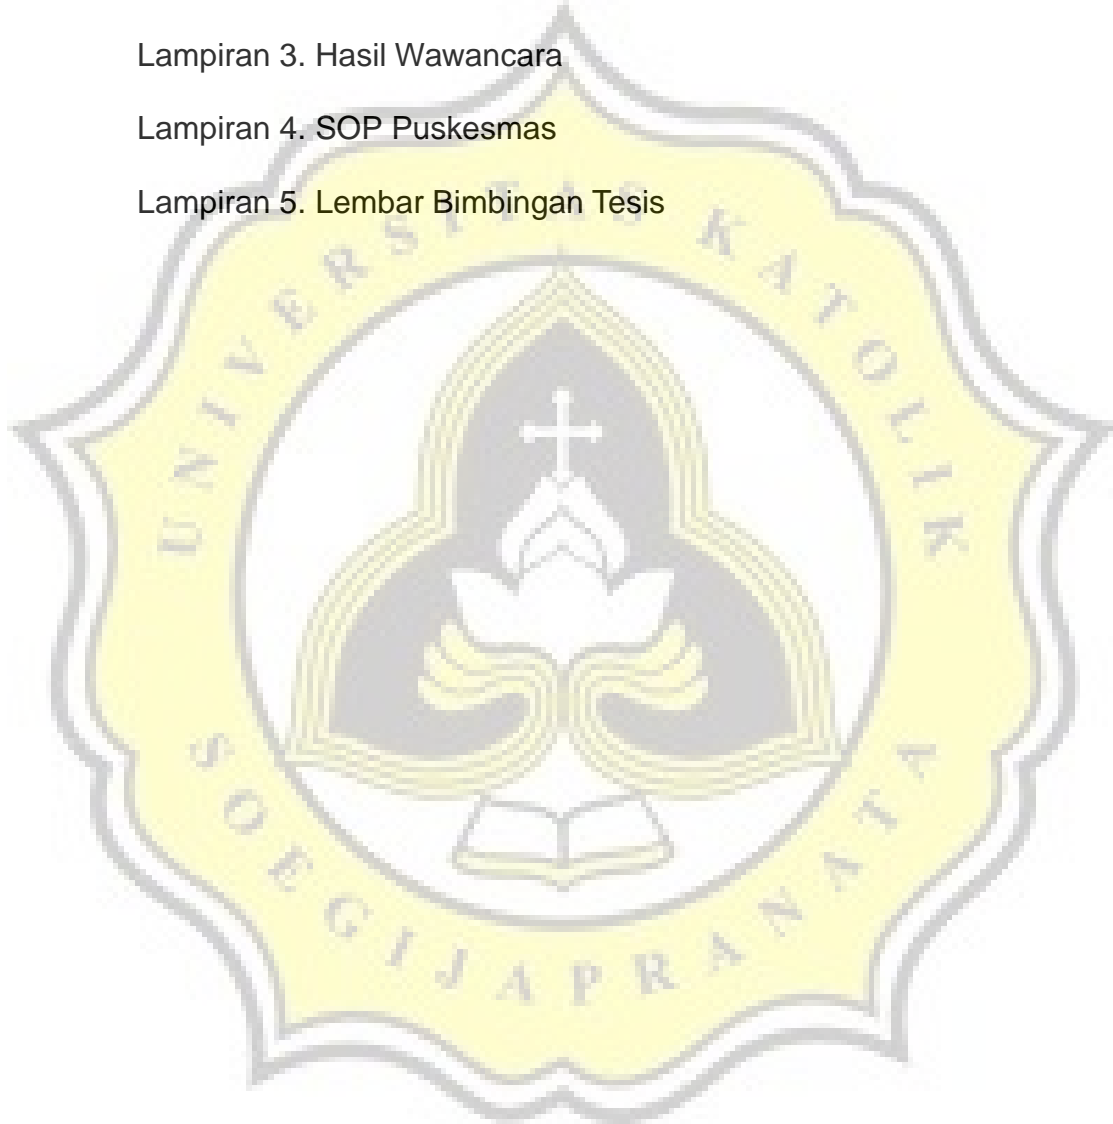 Lampiran 3. Hasil Wawancara
Lampiran 4. SOP Puskesmas
Lampiran 5. Lembar Bimbingan Tesis
UNIVERSITAS KATOLIK
SOEGIJAPRANATA